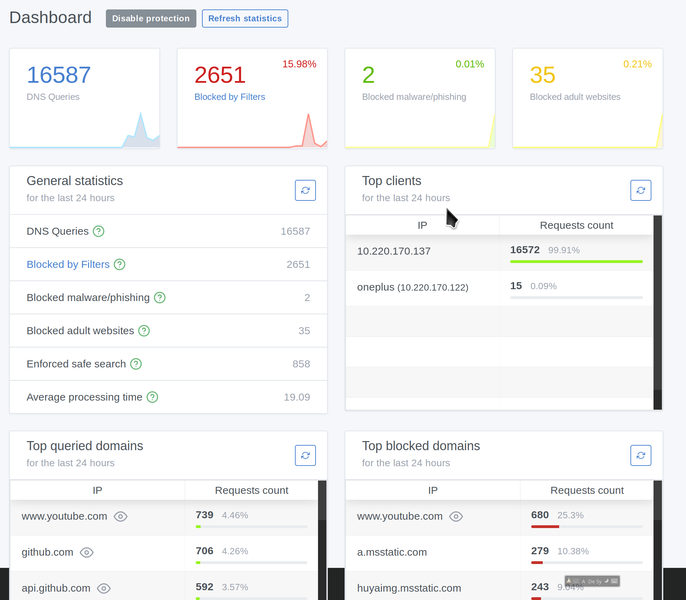 Dashboard Disable protection Refresh statistics
16587
DNS Queries
2651 15.98%
Blocked by Filters
2 0.01%
Blocked malware/phishing
35 0.21%
Blocked adult websites
General statistics
for the last 24 hours
DNS Queries 16587
Blocked by Filters 2651
Blocked malware/phishing 2
Blocked adult websites 35
Enforced safe search 858
Average processing time 19.09
Top clients
for the last 24 hours
IP Requests count
10.220.170.137 16572 99.91%
oneplus (10.220.170.122) 15 0.09%
Top queried domains
for the last 24 hours
IP Requests count
www.youtube.com 739 4.46%
github.com 706 4.26%
api.github.com 592 3.57%
Top blocked domains
for the last 24 hours
IP Requests count
www.youtube.com 680 25.3%
a.msstatic.com 279 10.38%
huyaimg.msstatic.com 243